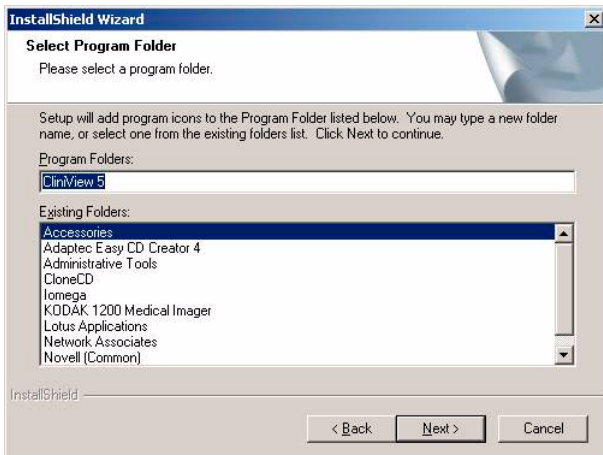 InstallShield Wizard
Select Program Folder
Please select a program folder.
Setup will add program icons to the Program Folder listed below. You may type a new folder
name, or select one from the existing folders list. Click Next to continue.
Program Folders:
CliniView 5
Existing Folders:
Accessories
Adaptec Easy CD Creator 4
Administrative Tools
CloneCD
Iomega
KODAK 1200 Medical Imager
Lotus Applications
Network Associates
Novell (Common)
InstallShield
< Back Next > Cancel